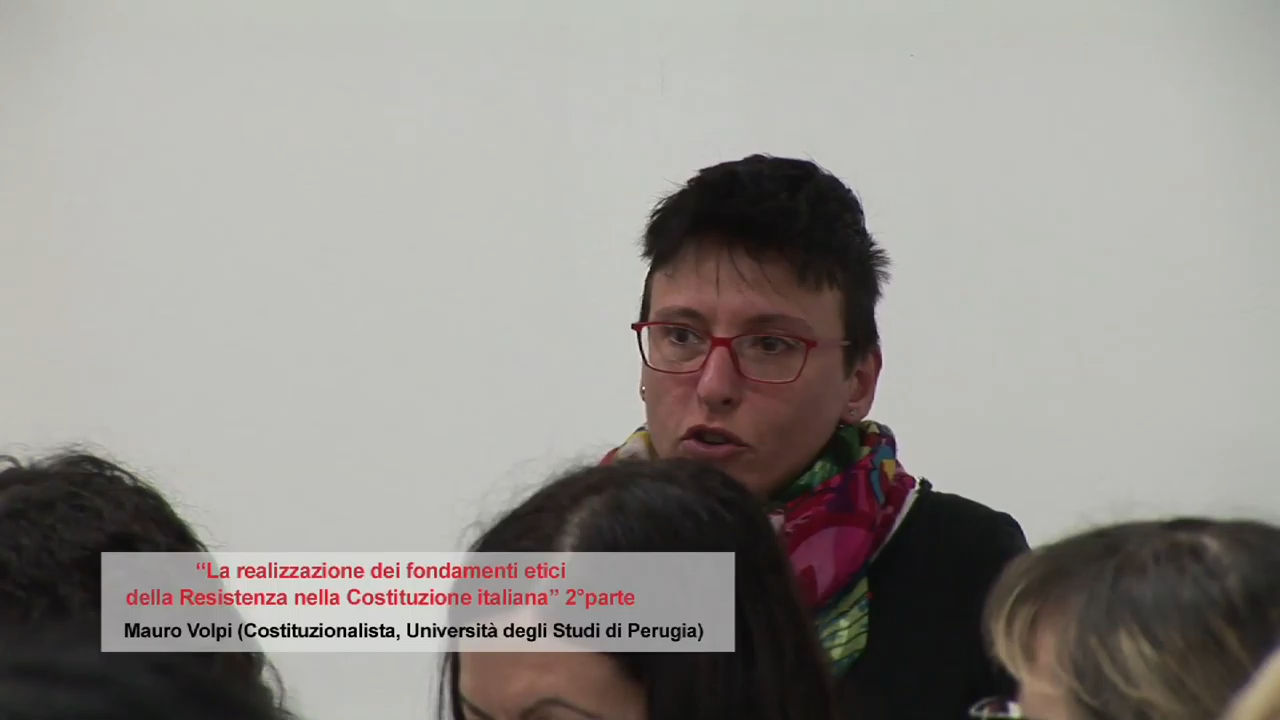 “La realizzazione dei fondamenti etici
della Resistenza nella Costituzione italiana” 2°parte
Mauro Volpi (Costituzionalista, Università degli Studi di Perugia)